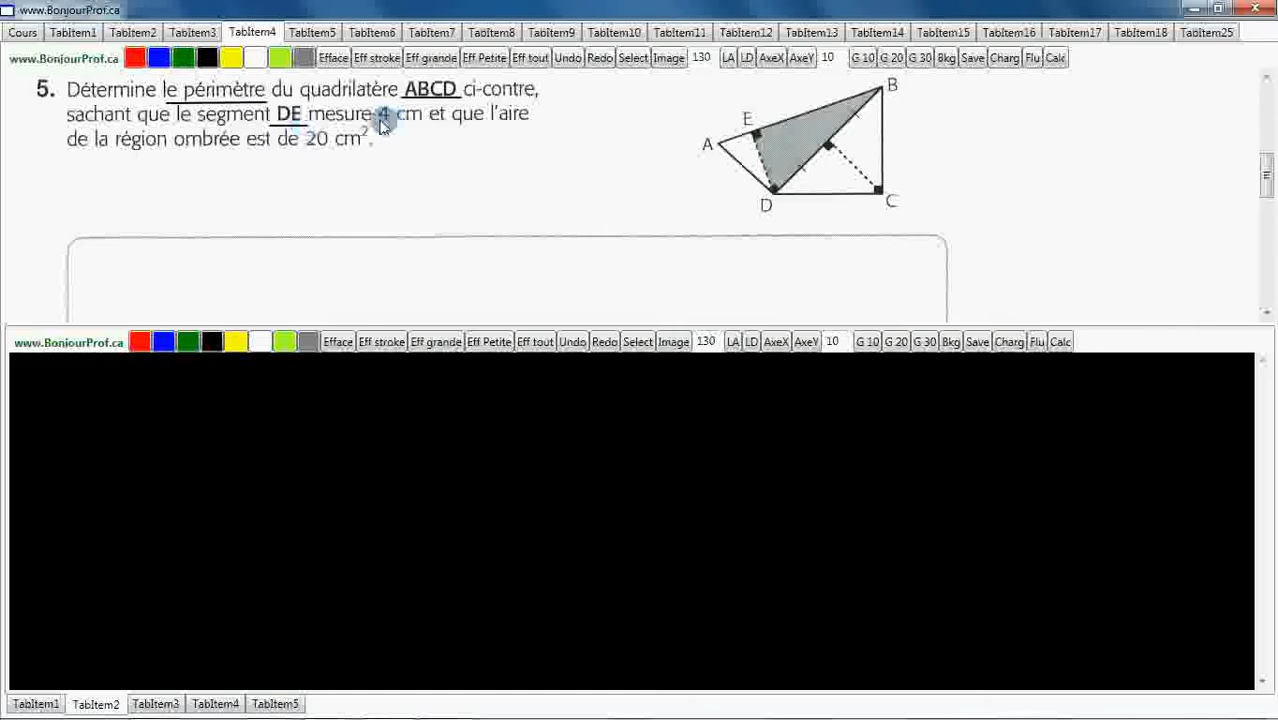 www.BonjourProf.ca
Cours TabItem1 TabItem2 TabItem3 TabItem4 TabItem5 TabItem6 TabItem7 TabItem8 TabItem9 TabItem10 TabItem11 TabItem12 TabItem13 TabItem14 TabItem15 TabItem16 TabItem17 TabItem18 TabItem25
www.BonjourProf.ca Efface Eff stroke Eff grande Eff Petite Eff tout Undo Redo Select Image 130 LA LD AxeX AxeY 10 G 10 G 20 G 30 Bkg Save Charg Flu Calc
5. Détermine le périmètre du quadrilatère ABCD ci-contre,
sachant que le segment DE mesure 4 cm et que l'aire
de la région ombrée est de 20 cm².
B
E
A
D
C
www.BonjourProf.ca Efface Eff stroke Eff grande Eff Petite Eff tout Undo Redo Select Image 130 LA LD AxeX AxeY 10 G 10 G 20 G 30 Bkg Save Charg Flu Calc
TabItem1 TabItem2 TabItem3 TabItem4 TabItem5